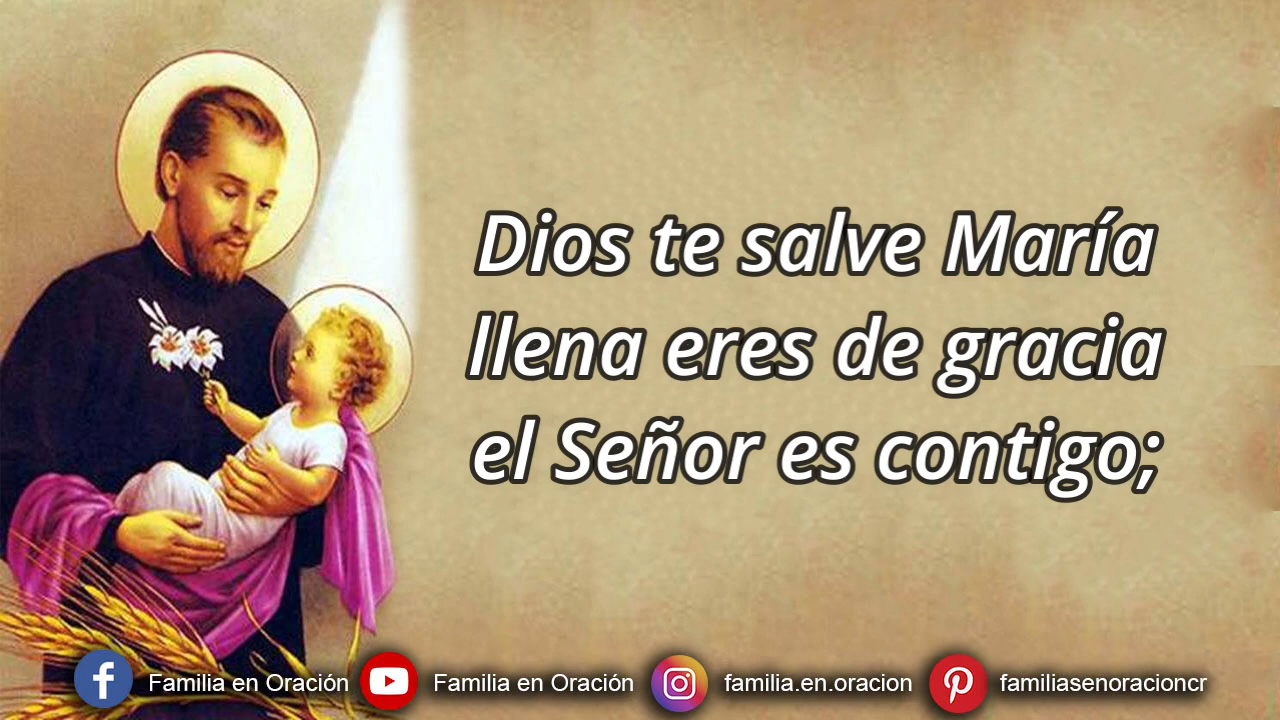 Dios te salve María
llena eres de gracia
el Señor es contigo;
Familia en Oración
Familia en Oración
familia.en.oracion
familiasenoracioncr